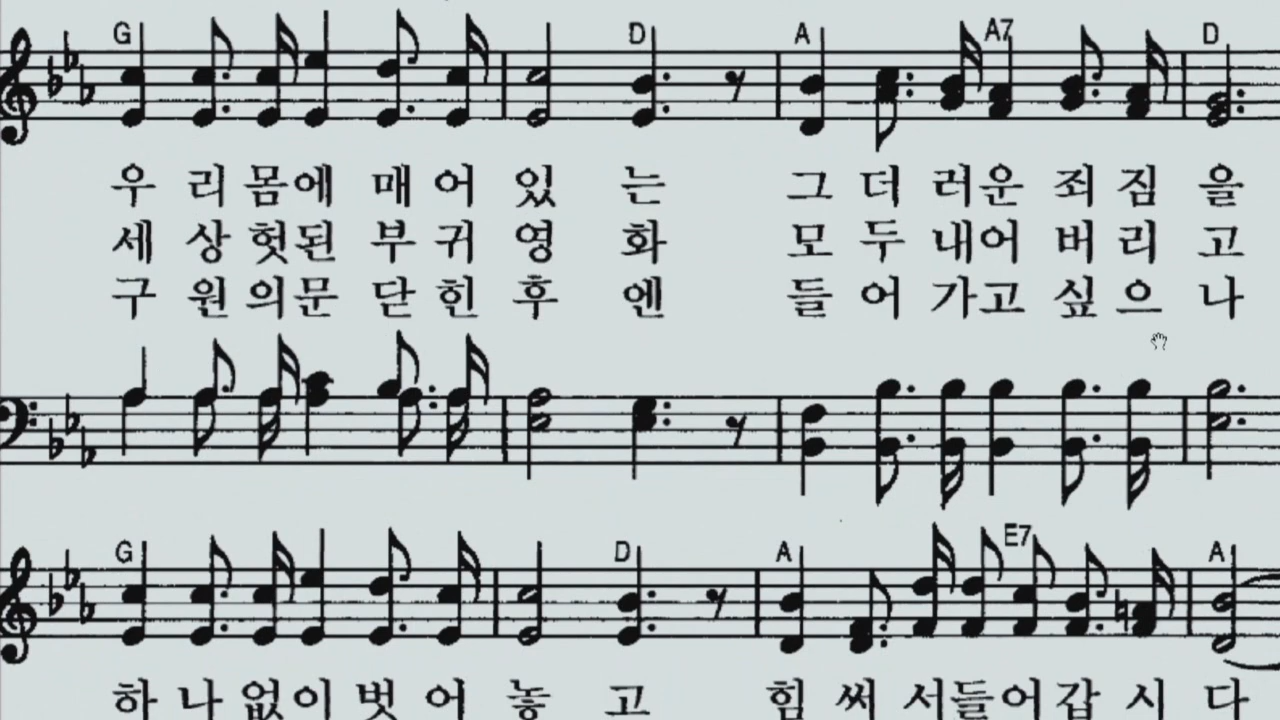 G D A A7 D
우 리 몸에 매 어 있 는 그 더 러운 죄 짐 을
세 상 헛된 부 귀 영 화 모 두 내어 버 리 고
구 원 의문 닫 힌 후 엔 들 어 가고 싶 으 나
G D A E7 A
하 나 없이 벗 어 놓 고 힘 써 서들어갑 시 다